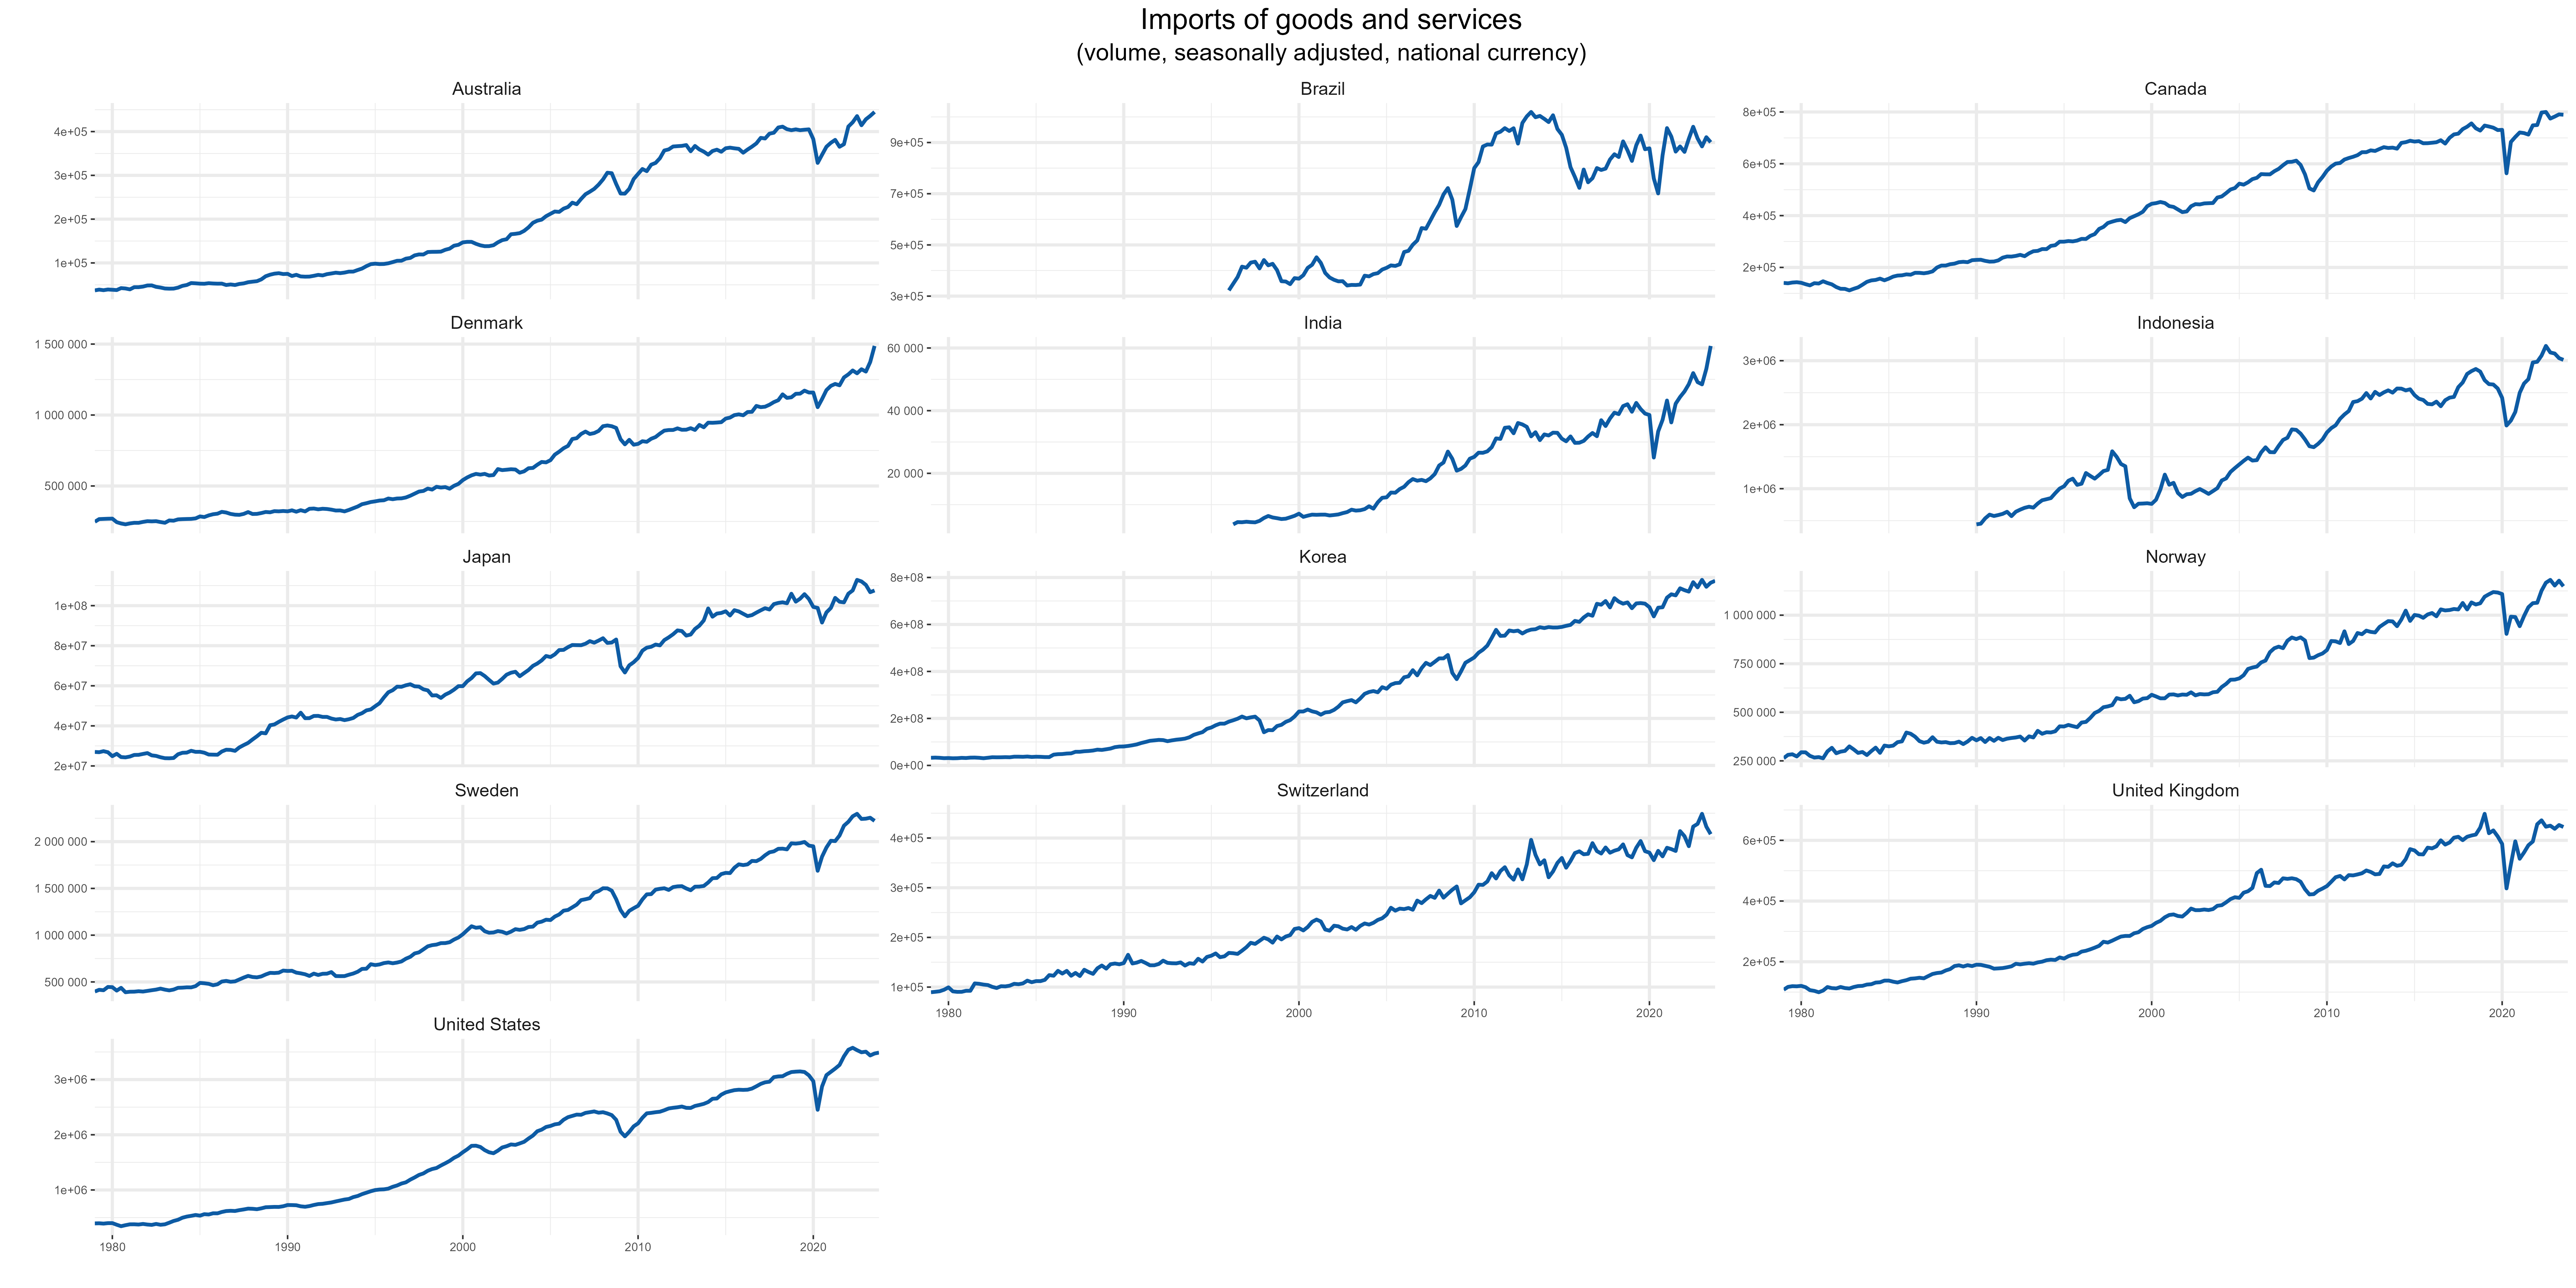 Imports of goods and services
(volume, seasonally adjusted, national currency)
Australia
4e+05
3e+05
2e+05
1e+05
Brazil
9e+05
7e+05
5e+05
3e+05
Canada
8e+05
6e+05
4e+05
2e+05
Denmark
1 500 000
1 000 000
500 000
India
60 000
40 000
20 000
Indonesia
3e+06
2e+06
1e+06
Japan
1e+08
8e+07
6e+07
4e+07
2e+07
Korea
8e+08
6e+08
4e+08
2e+08
0e+00
Norway
1 000 000
750 000
500 000
250 000
Sweden
2 000 000
1 500 000
1 000 000
500 000
Switzerland
4e+05
3e+05
2e+05
1e+05
1980 1990 2000 2010 2020
United Kingdom
6e+05
4e+05
2e+05
1980 1990 2000 2010 2020
United States
3e+06
2e+06
1e+06
1980 1990 2000 2010 2020